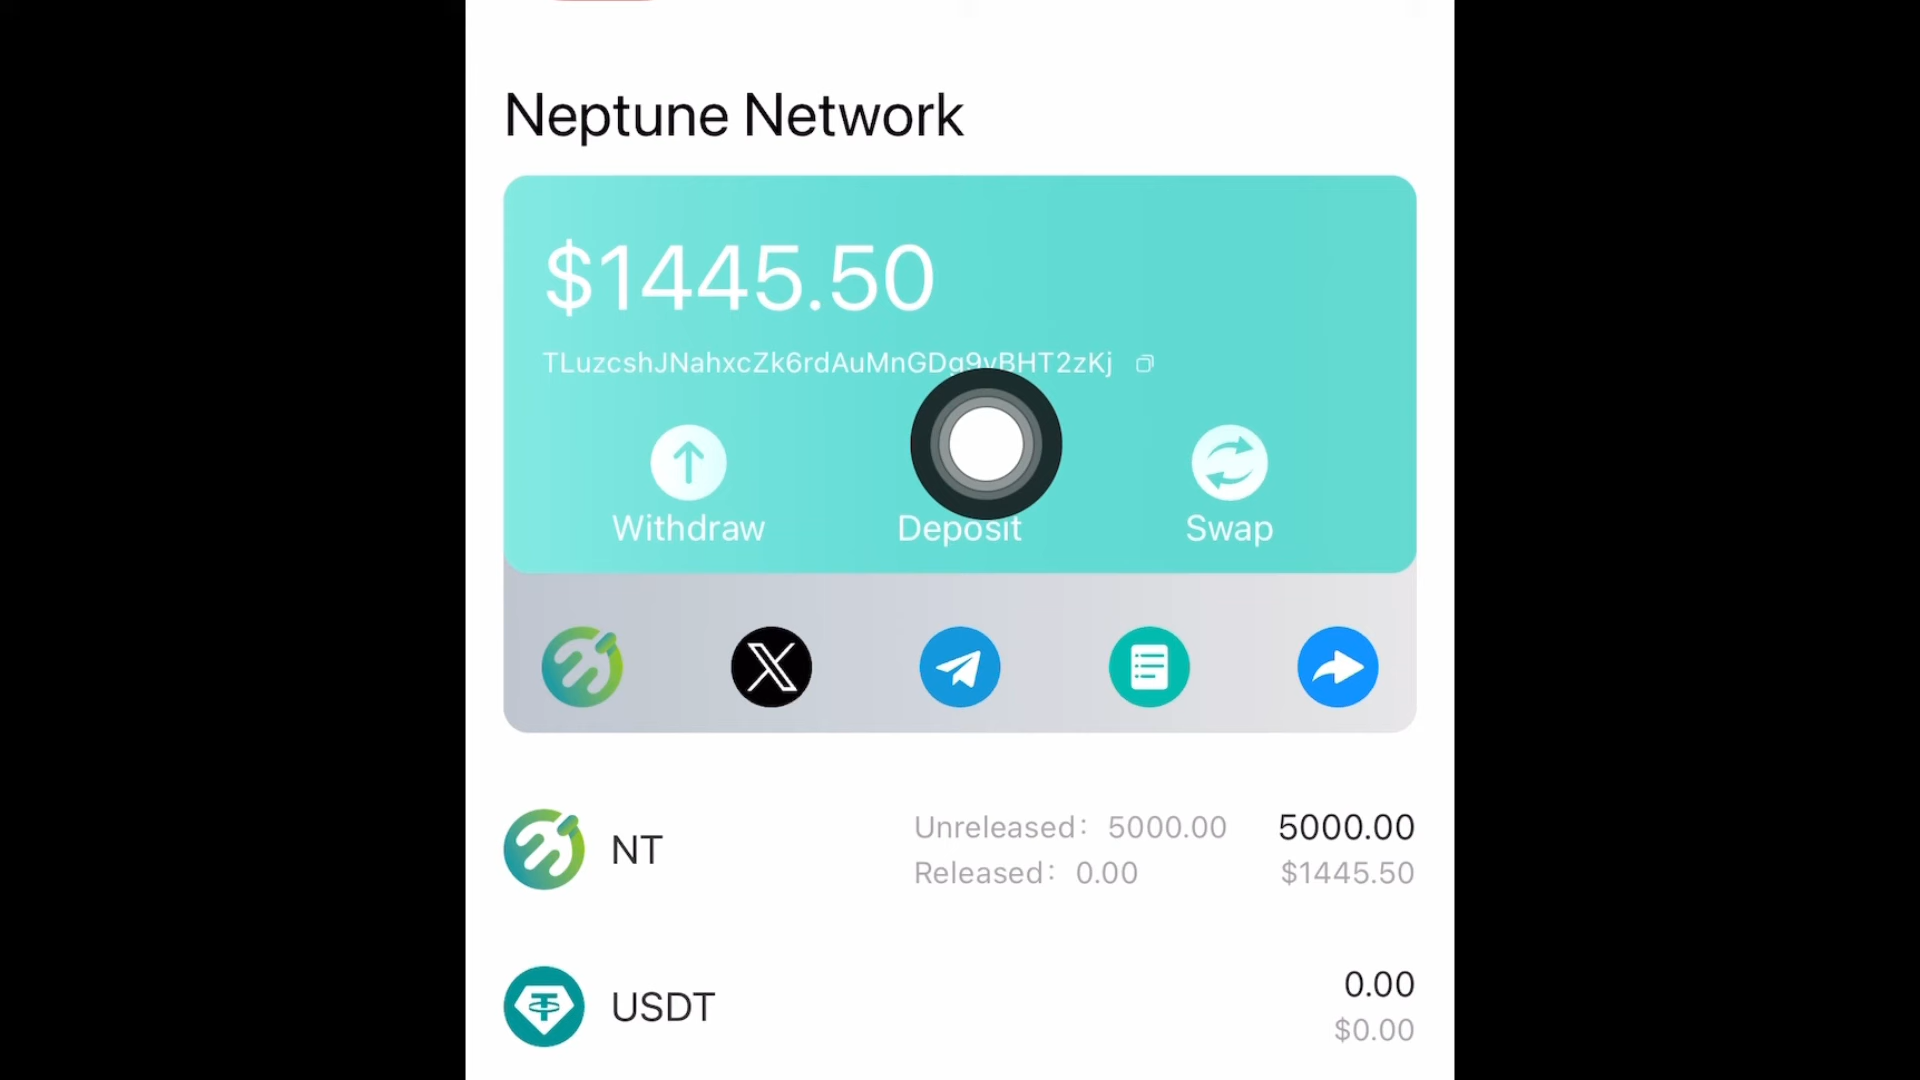 Neptune Network
$1445.50
Withdraw
Deposit
Swap
NT
Unreleased: 5000.00
5000.00
Released: 0.00
$1445.50
USDT
0.00
$0.00